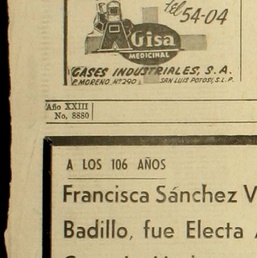 tel 54-04
AGisa
MEDICINAL
GASES INDUSTRIALES, S. A.
P. MORENO, Nº 290 SAN LUIS POTOSI, S.L.P.
Año XXIII
No. 8880
A LOS 106 AÑOS
Francisca Sánchez V
Badillo, fue Electa